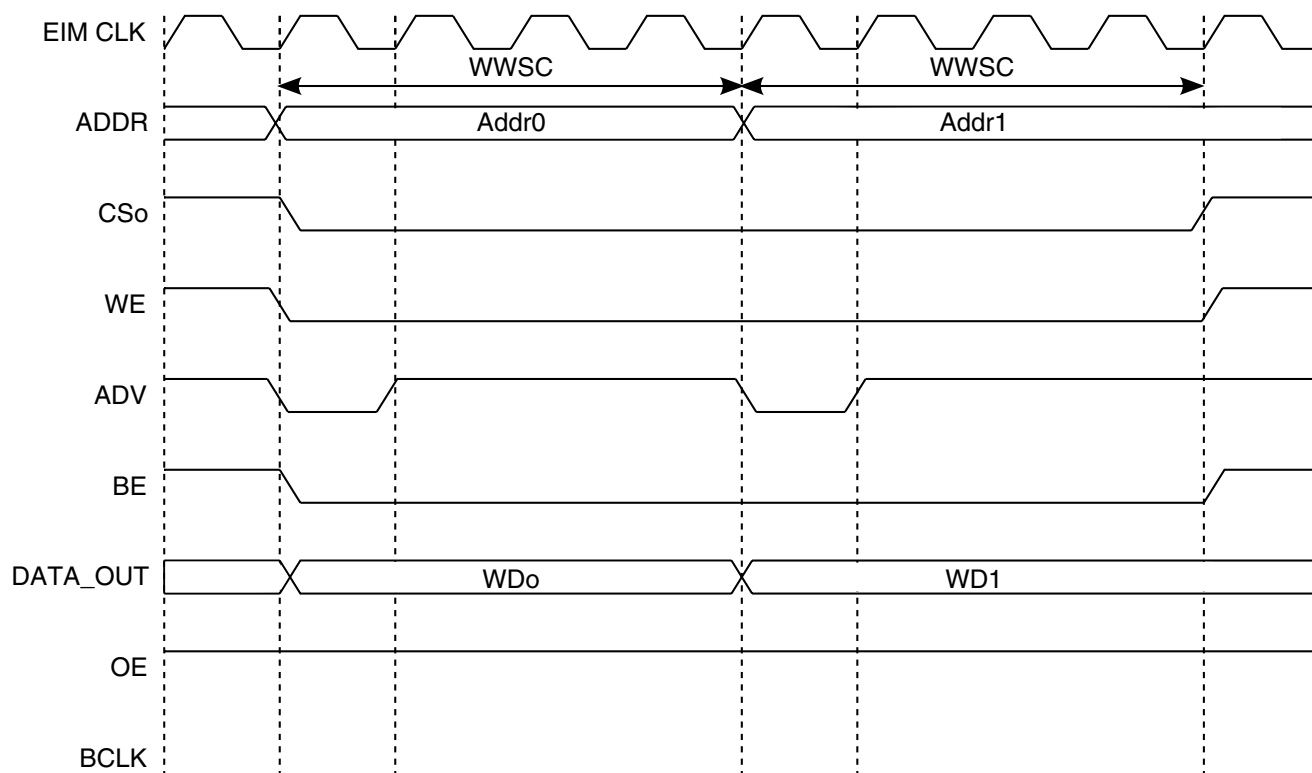 EIM CLK
WWSC WWSC
ADDR Addr0 Addr1
CSo
WE
ADV
BE
DATA_OUT WDo WD1
OE
BCLK